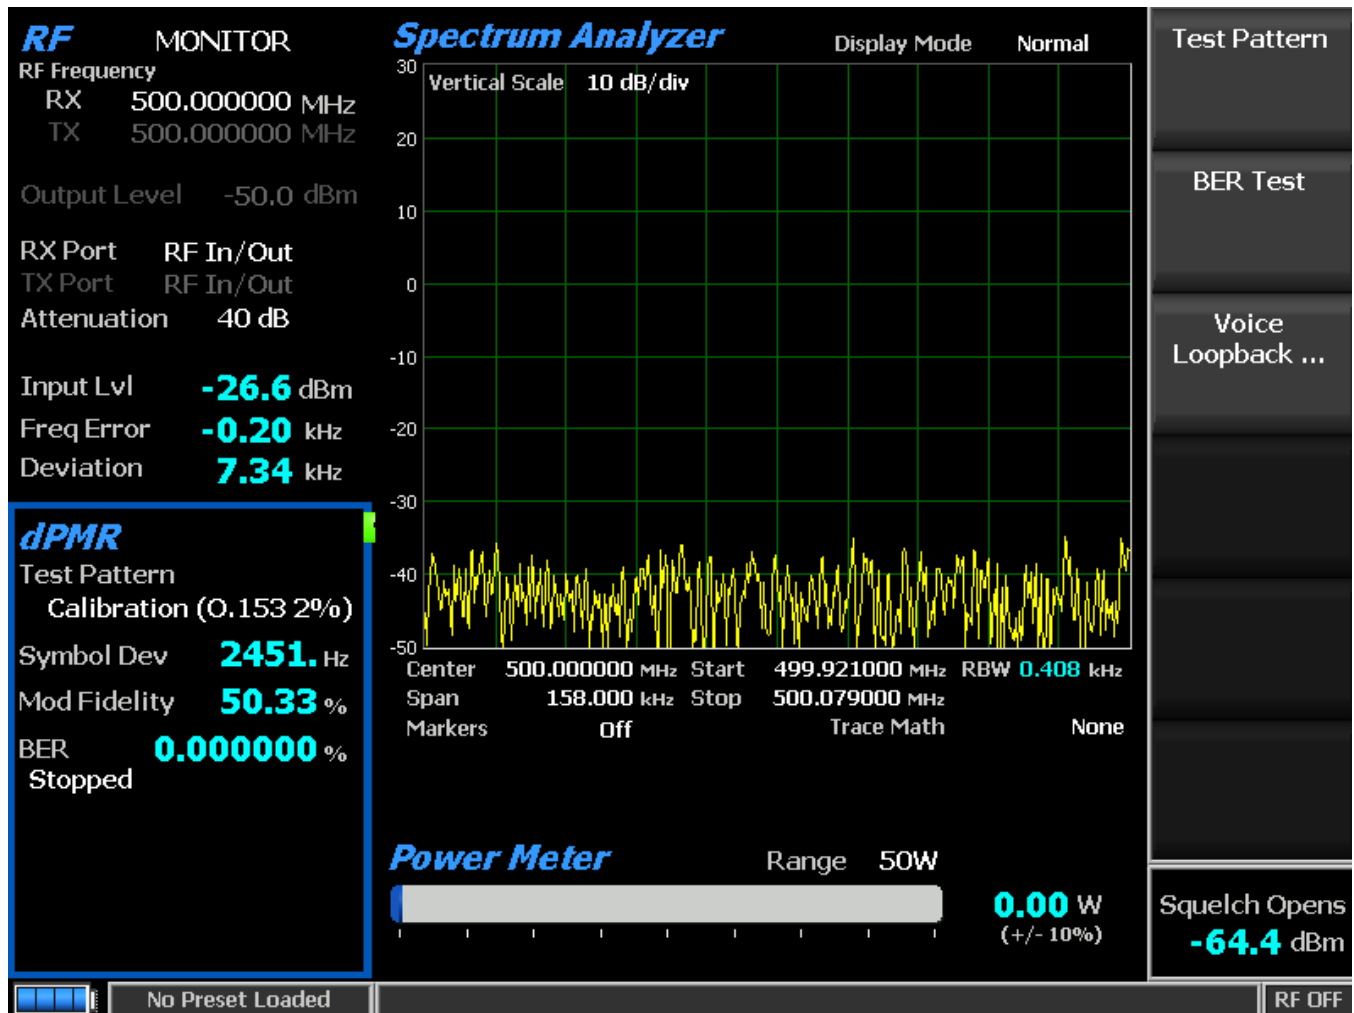 RF MONITOR
RF Frequency
RX 500.000000 MHz
TX 500.000000 MHz
Output Level -50.0 dBm
RX Port RF In/Out
TX Port RF In/Out
Attenuation 40 dB
Input Lvl -26.6 dBm
Freq Error -0.20 kHz
Deviation 7.34 kHz
dPMR
Test Pattern
Calibration (O.153 2%)
Symbol Dev 2451. Hz
Mod Fidelity 50.33 %
BER 0.000000 %
Stopped
Spectrum Analyzer Display Mode Normal
Vertical Scale 10 dB/div
30
20
10
0
-10
-20
-30
-40
-50
Center 500.000000 MHz Start 499.921000 MHz RBW 0.408 kHz
Span 158.000 kHz Stop 500.079000 MHz
Markers Off Trace Math None
Power Meter Range 50W
0.00 W
(+/- 10%)
Test Pattern
BER Test
Voice
Loopback ...
Squelch Opens
-64.4 dBm
No Preset Loaded
RF OFF